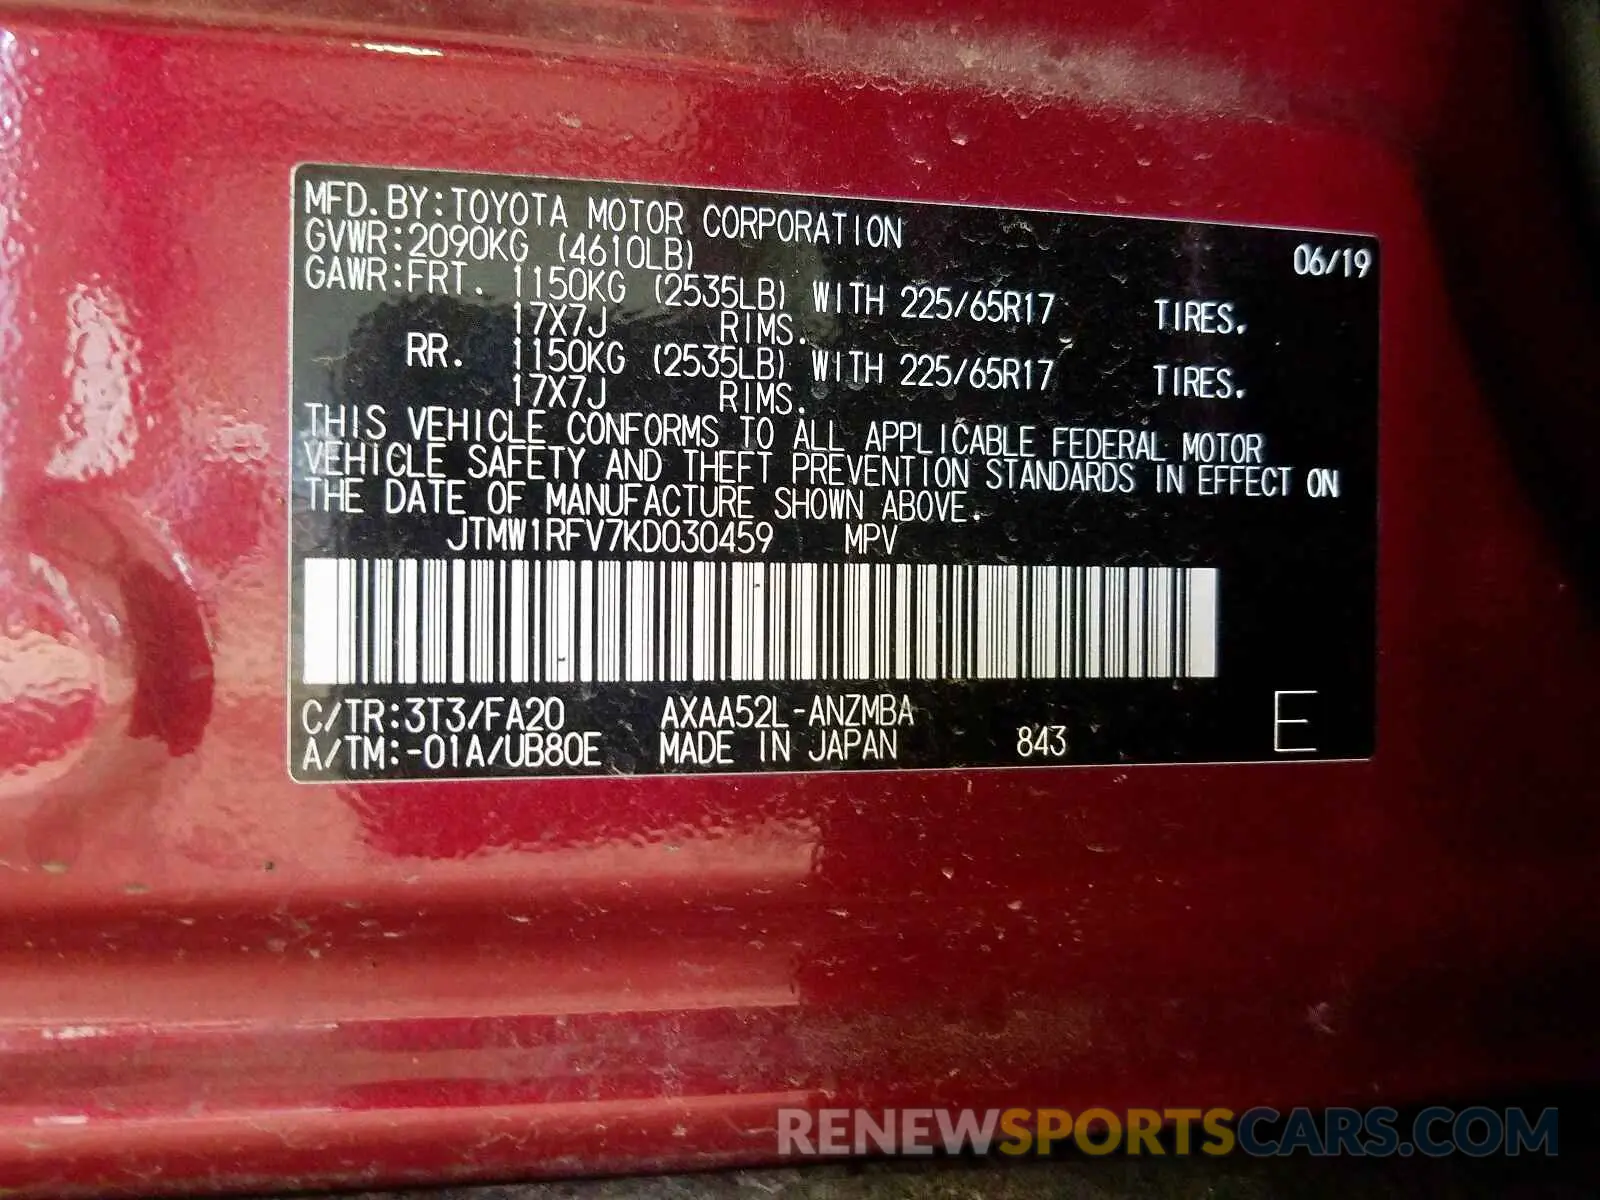 MFD. BY:TOYOTA MOTOR CORPORATION 06/19
GVWR:2090KG (4610LB)
GAWR:FRT. 1150KG (2535LB) WITH 225/65R17 TIRES.
17X7J RIMS.
RR. 1150KG (2535LB) WITH 225/65R17 TIRES.
17X7J RIMS.
THIS VEHICLE CONFORMS TO ALL APPLICABLE FEDERAL MOTOR
VEHICLE SAFETY AND THEFT PREVENTION STANDARDS IN EFFECT ON
THE DATE OF MANUFACTURE SHOWN ABOVE.
JTMW1RFV7KD030459 MPV
C/TR:3T3/FA20 AXAA52L-ANZMBA
A/TM:-01A/UB80E MADE IN JAPAN 843 E
RENEWSPORTSCARS.COM